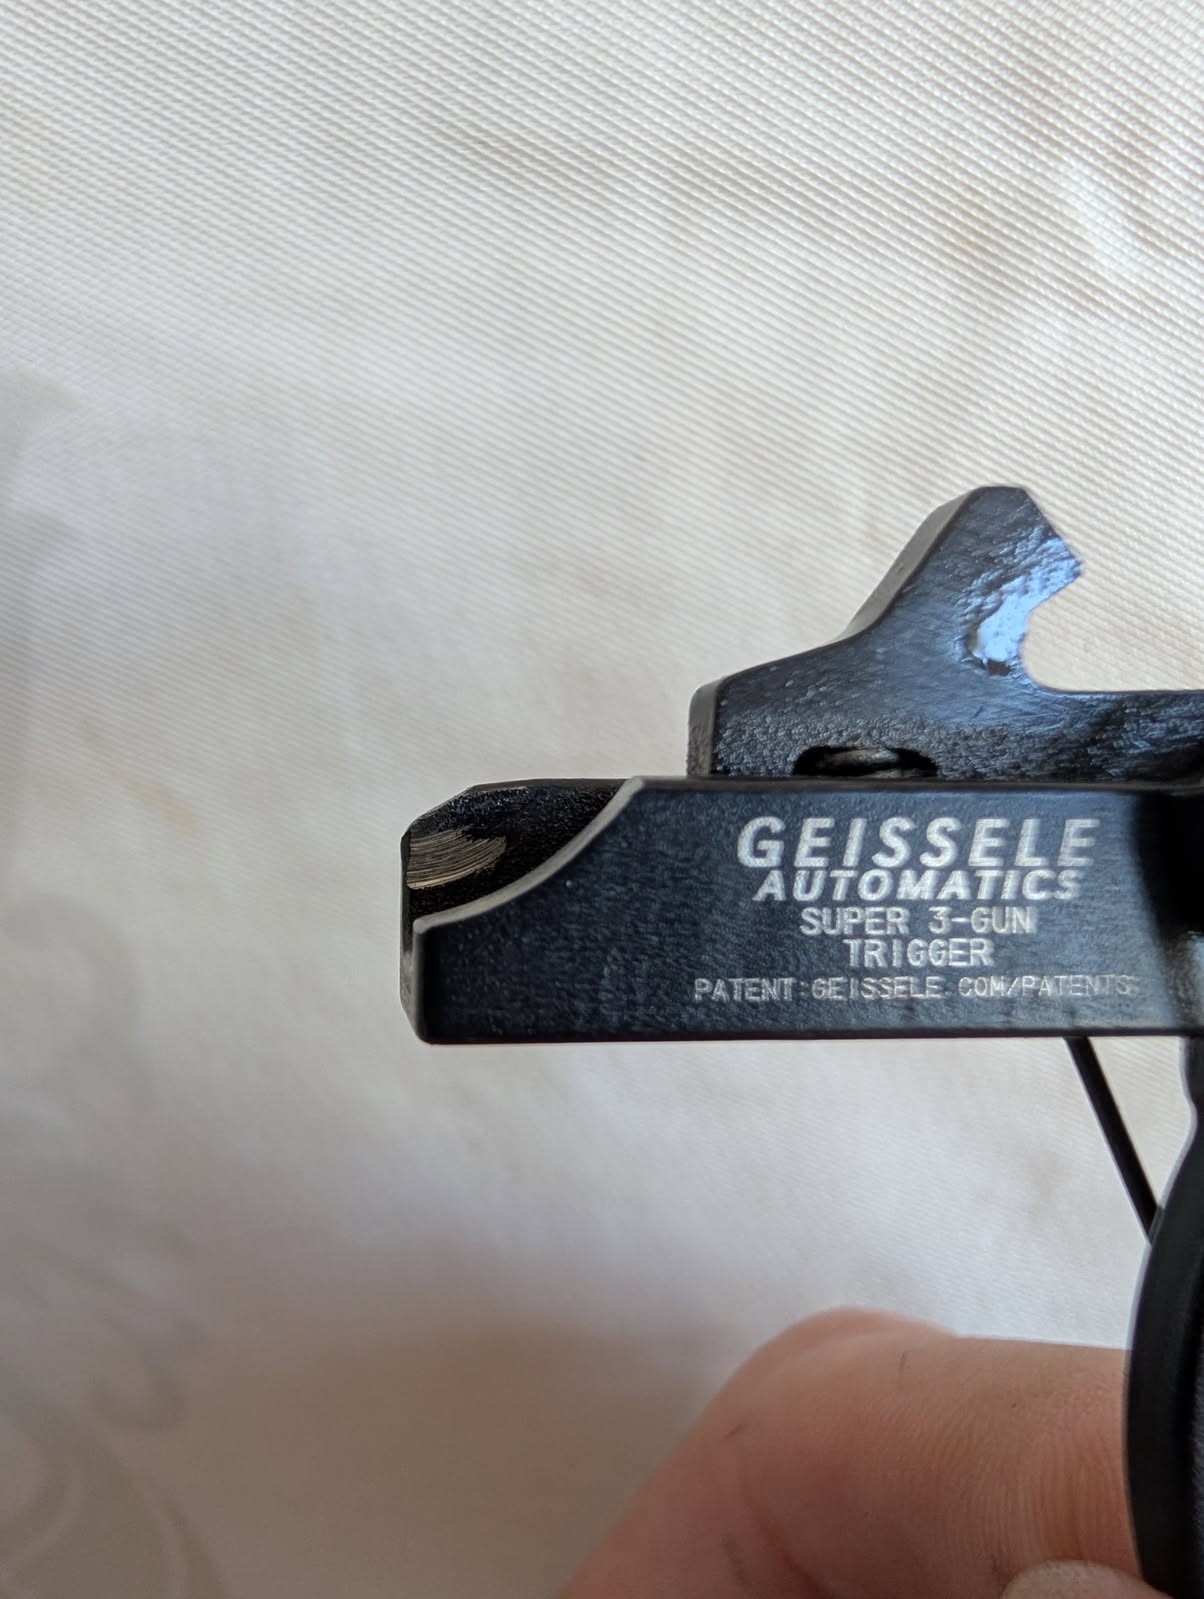 GEISSELE
AUTOMATICS
SUPER 3-GUN
TRIGGER
PATENT:GEISSELE.COM/PATENTS